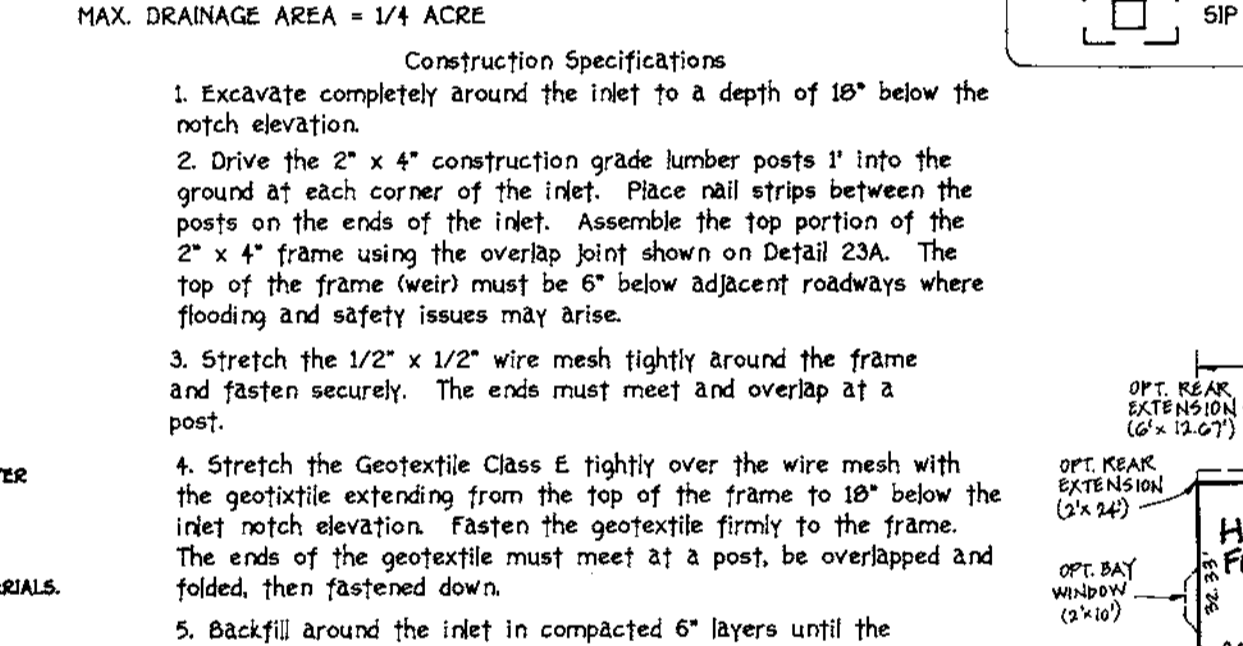 MAX. DRAINAGE AREA = 1/4 ACRE
SIP
Construction Specifications
1. Excavate completely around the inlet to a depth of 18" below the
notch elevation.
2. Drive the 2" x 4" construction grade lumber posts 1' into the
ground at each corner of the inlet. Place nail strips between the
posts on the ends of the inlet. Assemble the top portion of the
2" x 4" frame using the overlap joint shown on Detail 23A. The
top of the frame (weir) must be 6" below adjacent roadways where
flooding and safety issues may arise.
3. Stretch the 1/2" x 1/2" wire mesh tightly around the frame
and fasten securely. The ends must meet and overlap at a
post.
4. Stretch the Geotextile Class E tightly over the wire mesh with
the geotixtile extending from the top of the frame to 18" below the
inlet notch elevation. Fasten the geotextile firmly to the frame.
The ends of the geotextile must meet at a post, be overlapped and
folded, then fastened down.
5. Backfill around the inlet in compacted 6" layers until the
TER
RIALS.
OPT. REAR
EXTENSION
(6'x 12.67')
OPT. REAR
EXTENSION
(2'x 24')
OPT. BAY
WINDOW
(2'x10')
32.33'